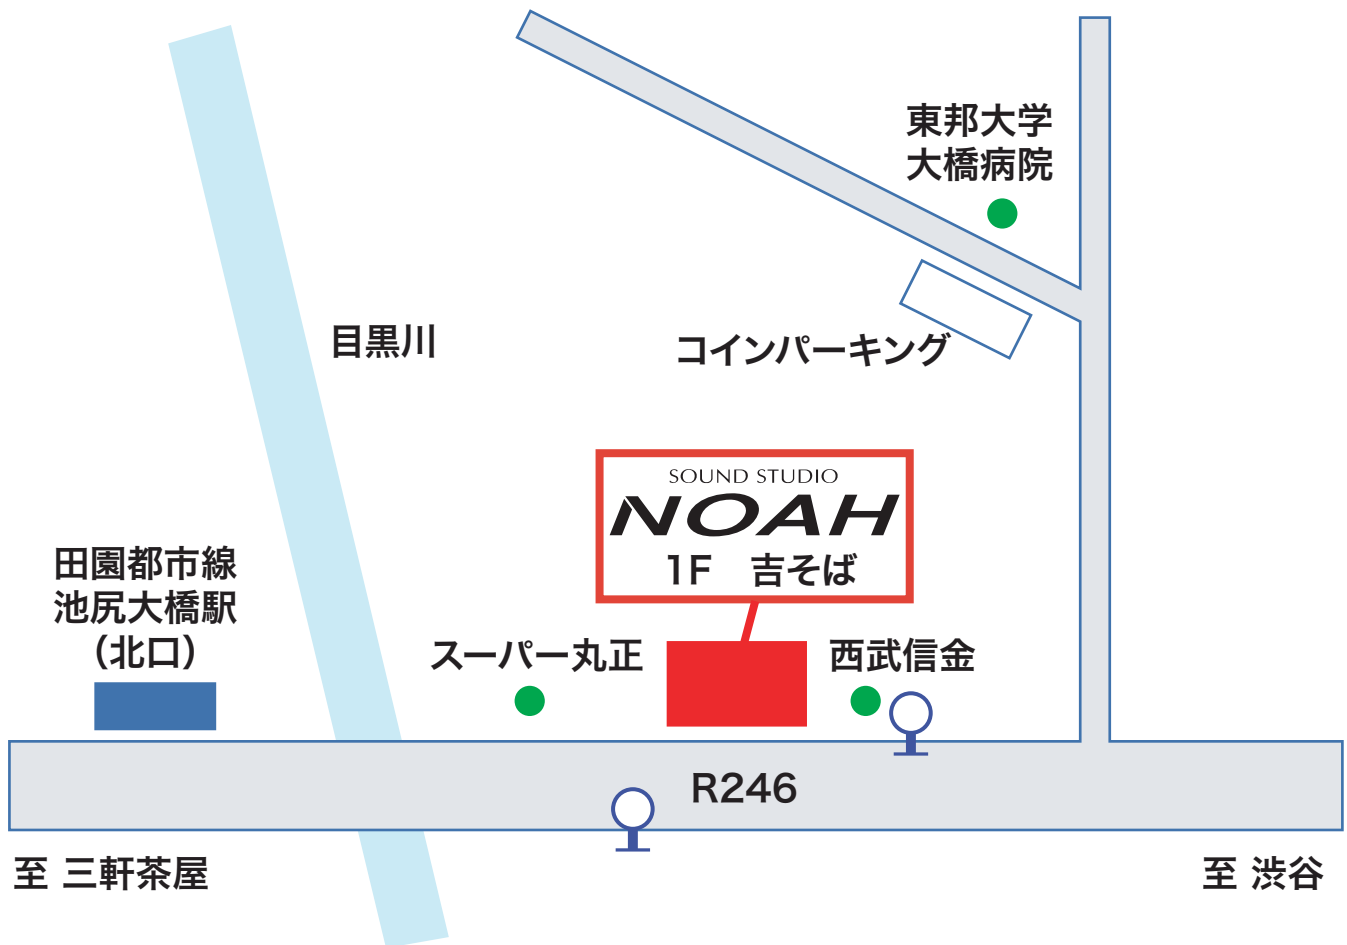 東邦大学
大橋病院
目黒川
コインパーキング
SOUND STUDIO
NOAH
1F 吉そば
田園都市線
池尻大橋駅
（北口）
スーパー丸正
西武信金
R246
至 三軒茶屋
至 渋谷